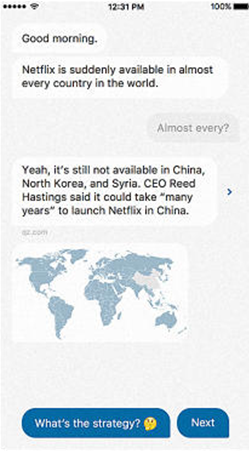 12:31 PM
100%
Good morning.
Netflix is suddenly available in almost
every country in the world.
Almost every?
Yeah, it's still not available in China,
North Korea, and Syria. CEO Reed
Hastings said it could take “many
years” to launch Netflix in China.
qz.com
What's the strategy? 🤔
Next